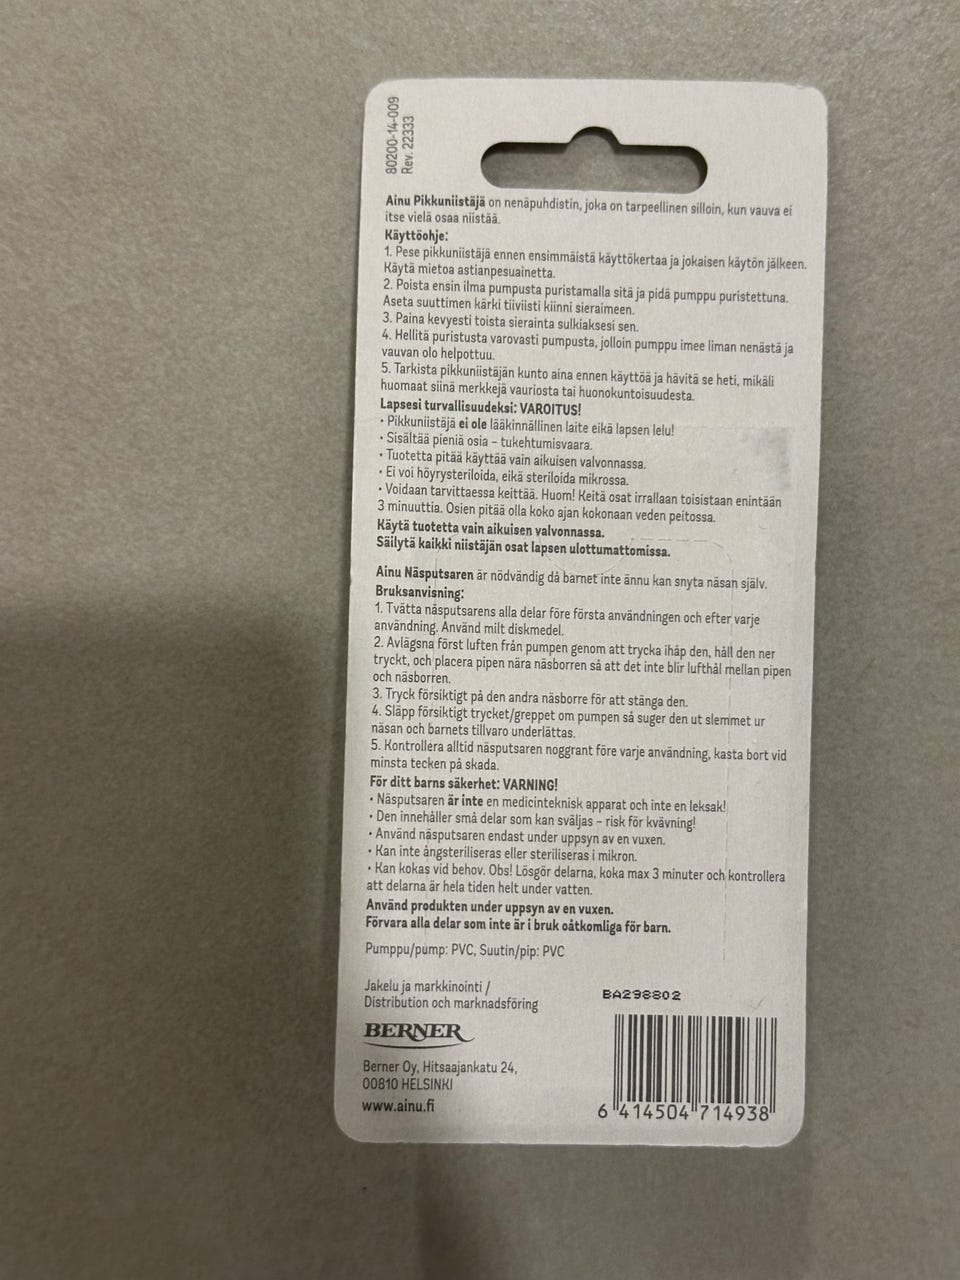 80200-14-009
Rev. 22333
Ainu Pikkuniistäjä on nenäpuhdistin, joka on tarpeellinen silloin, kun vauva ei
itse vielä osaa niistää.
Käyttöohje:
1. Pese pikkuniistäjä ennen ensimmäistä käyttökertaa ja jokaisen käytön jälkeen.
Käytä mietoa astianpesuainetta.
2. Poista ensin ilma pumpusta puristamalla sitä ja pidä pumppu puristettuna.
Aseta suuttimen kärki tiiviisti kiinni sieraimeen.
3. Paina kevyesti toista sierainta sulkiaksesi sen.
4. Hellitä puristusta varovasti pumpusta, jolloin pumppu imee liman nenästä ja
vauvan olo helpottuu.
5. Tarkista pikkuniistäjän kunto aina ennen käyttöä ja hävitä se heti, mikäli
huomaat siinä merkkejä vauriosta tai huonokuntoisuudesta.
Lapsesi turvallisuudeksi: VAROITUS!
• Pikkuniistäjä ei ole lääkinnällinen laite eikä lapsen lelu!
• Sisältää pieniä osia – tukehtumisvaara.
• Tuotetta pitää käyttää vain aikuisen valvonnassa.
• Ei voi höyrysteriloida, eikä steriloida mikrossa.
• Voidaan tarvittaessa keittää. Huom! Keitä osat irrallaan toisistaan enintään
3 minuuttia. Osien pitää olla koko ajan kokonaan veden peitossa.
Käytä tuotetta vain aikuisen valvonnassa.
Säilytä kaikki niistäjän osat lapsen ulottumattomissa.
Ainu Näsputsaren är nödvändig då barnet inte ännu kan snyta näsan själv.
Bruksanvisning:
1. Tvätta näsputsarens alla delar före första användningen och efter varje
användning. Använd milt diskmedel.
2. Avlägsna först luften från pumpen genom att trycka ihåp den, håll den ner
tryckt, och placera pipen nära näsborren så att det inte blir lufthål mellan pipen
och näsborren.
3. Tryck försiktigt på den andra näsborre för att stänga den.
4. Släpp försiktigt trycket/greppet om pumpen så suger den ut slemmet ur
näsan och barnets tillvaro underlättas.
5. Kontrollera alltid näsputsaren noggrant före varje användning, kasta bort vid
minsta tecken på skada.
För ditt barns säkerhet: VARNING!
• Näsputsaren är inte en medicinteknisk apparat och inte en leksak!
• Den innehåller små delar som kan sväljas – risk för kvävning!
• Använd näsputsaren endast under uppsyn av en vuxen.
• Kan inte ångsteriliseras eller steriliseras i mikron.
• Kan kokas vid behov. Obs! Lösgör delarna, koka max 3 minuter och kontrollera
att delarna är hela tiden helt under vatten.
Använd produkten under uppsyn av en vuxen.
Förvara alla delar som inte är i bruk oåtkomliga för barn.
Pumppu/pump: PVC, Suutin/pip: PVC
Jakelu ja markkinointi /
Distribution och marknadsföring
BERNER
Berner Oy, Hitsaajankatu 24,
00810 HELSINKI
www.ainu.fi
BA298802
6 414504 714938